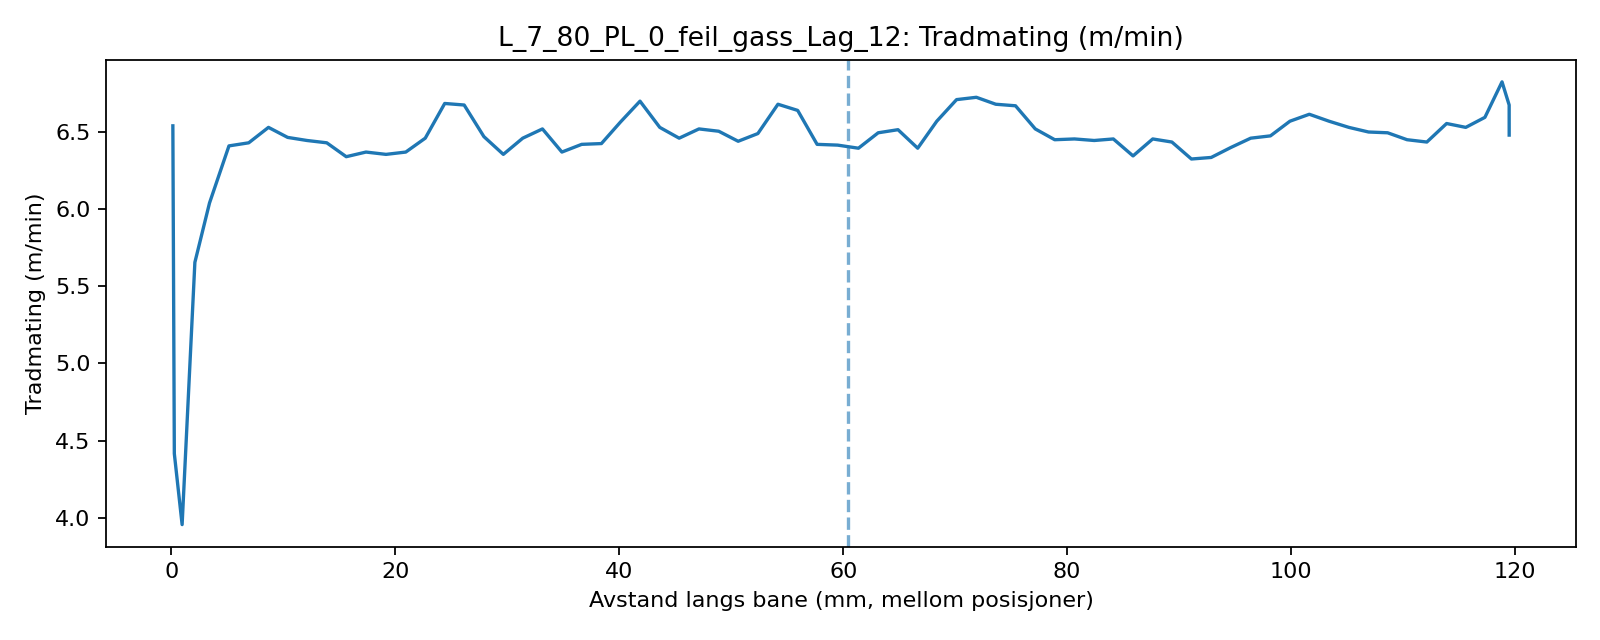 L_7_80_PL_0_feil_gass_Lag_12: Tradmating (m/min)
Tradmating (m/min)
6.5
6.0
5.5
5.0
4.5
4.0
0 20 40 60 80 100 120
Avstand langs bane (mm, mellom posisjoner)